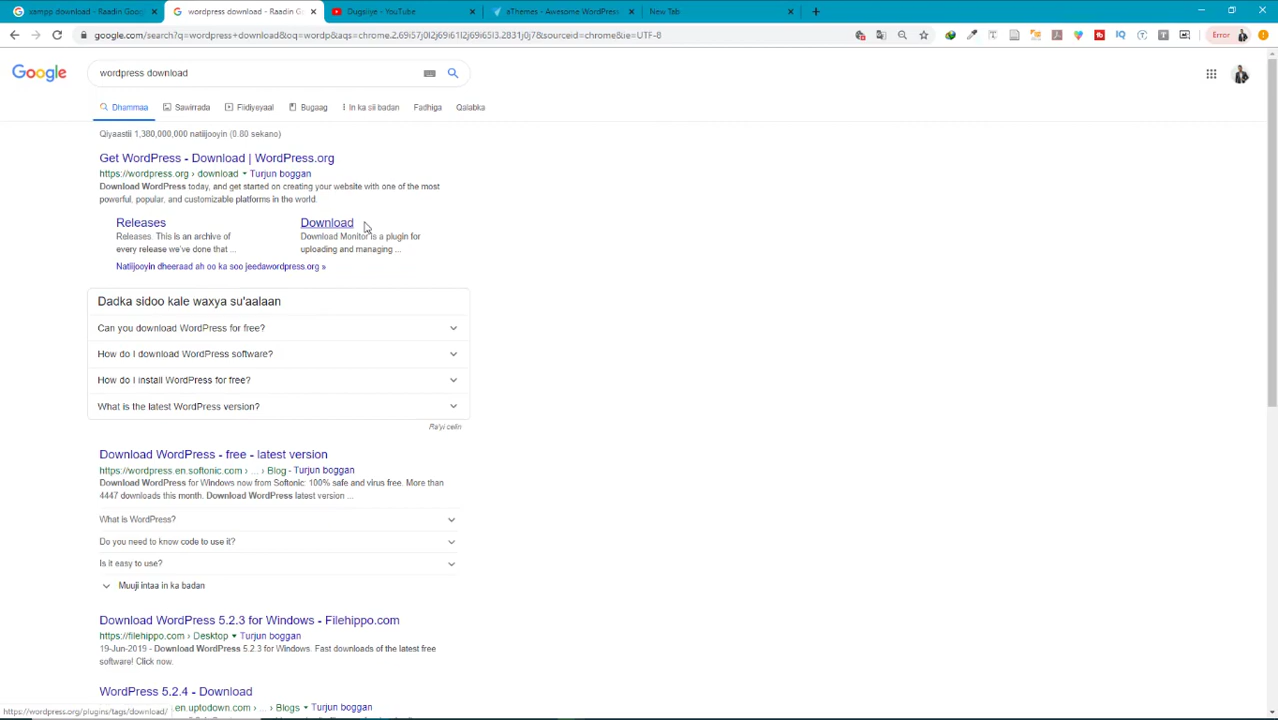 xampp download - Raadin Goo
wordpress download - Raadin G
Dugsiiye - YouTube
eThemes - Awesome WordPress
New Tab
google.com/search?q=wordpress+download&oq=wordp&aqs=chrome.2.69i57j0l2j69i61l2j69i65l3.2831j0j7&sourceid=chrome&ie=UTF-8
Error
Google
wordpress download
Dhammaa
Sawirrada
Fiidiyeyaal
Bugaag
In ka sii badan
Fadhiga
Qalabka
Qiyaastii 1,380,000,000 natiijooyin (0.80 sekano)
Get WordPress - Download | WordPress.org
https://wordpress.org › download ▾ Turjun boggan
Download WordPress today, and get started on creating your website with one of the most
powerful, popular, and customizable platforms in the world.
Releases
Releases. This is an archive of
every release we've done that ...
Download
Download Monitor is a plugin for
uploading and managing ...
Natiijooyin dheeraad ah oo ka soo jeedawordpress.org »
Dadka sidoo kale waxya su'aalaan
Can you download WordPress for free?
How do I download WordPress software?
How do I install WordPress for free?
What is the latest WordPress version?
Ra'yi celin
Download WordPress - free - latest version
https://wordpress.en.softonic.com › ... › Blog - Turjun boggan
Download WordPress for Windows now from Softonic: 100% safe and virus free. More than
4447 downloads this month. Download WordPress latest version ...
What is WordPress?
Do you need to know code to use it?
Is it easy to use?
Muuji intaa in ka badan
Download WordPress 5.2.3 for Windows - Filehippo.com
https://filehippo.com › Desktop ▾ Turjun boggan
19-Jun-2019 - Download WordPress 5.2.3 for Windows. Fast downloads of the latest free
software! Click now.
WordPress 5.2.4 - Download
en.uptodown.com › ... › Blogs ▾ Turjun boggan
https://wordpress.org/plugins/tags/download/